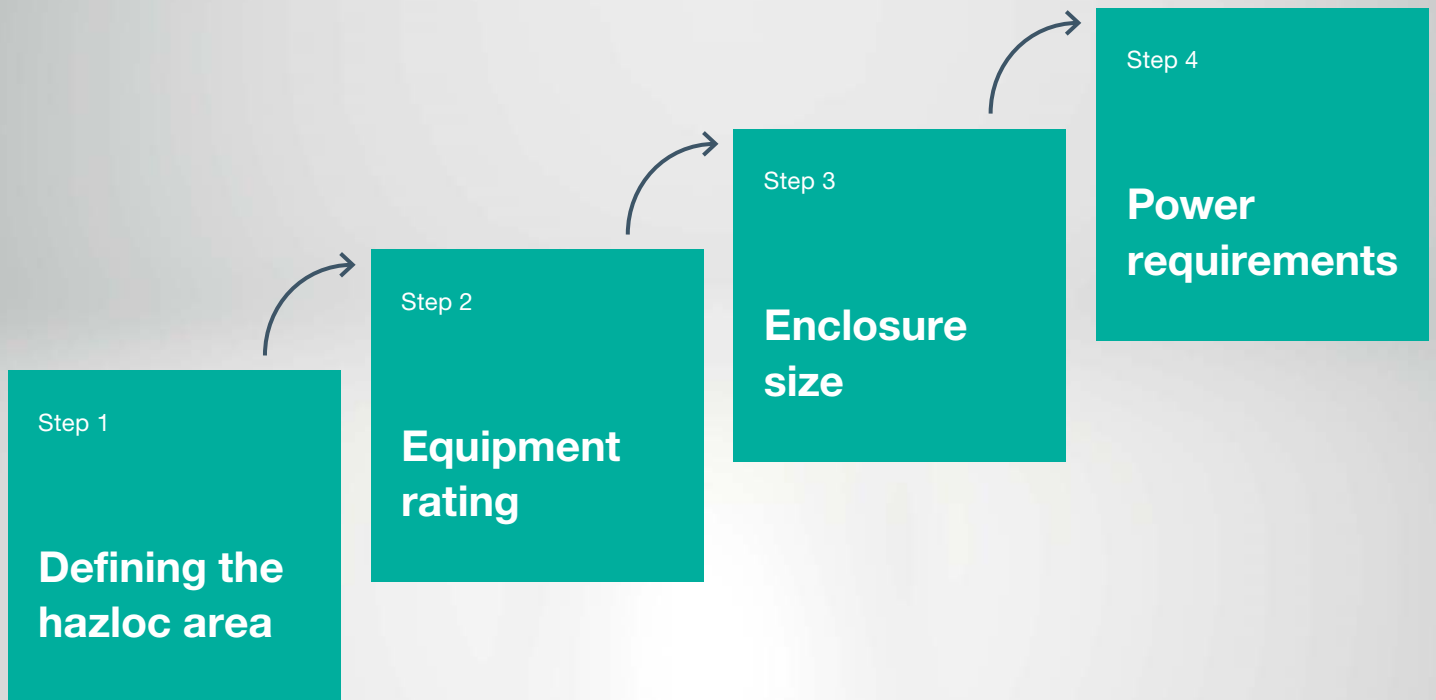 Step 1
Defining the
hazloc area
Step 2
Equipment
rating
Step 3
Enclosure
size
Step 4
Power
requirements